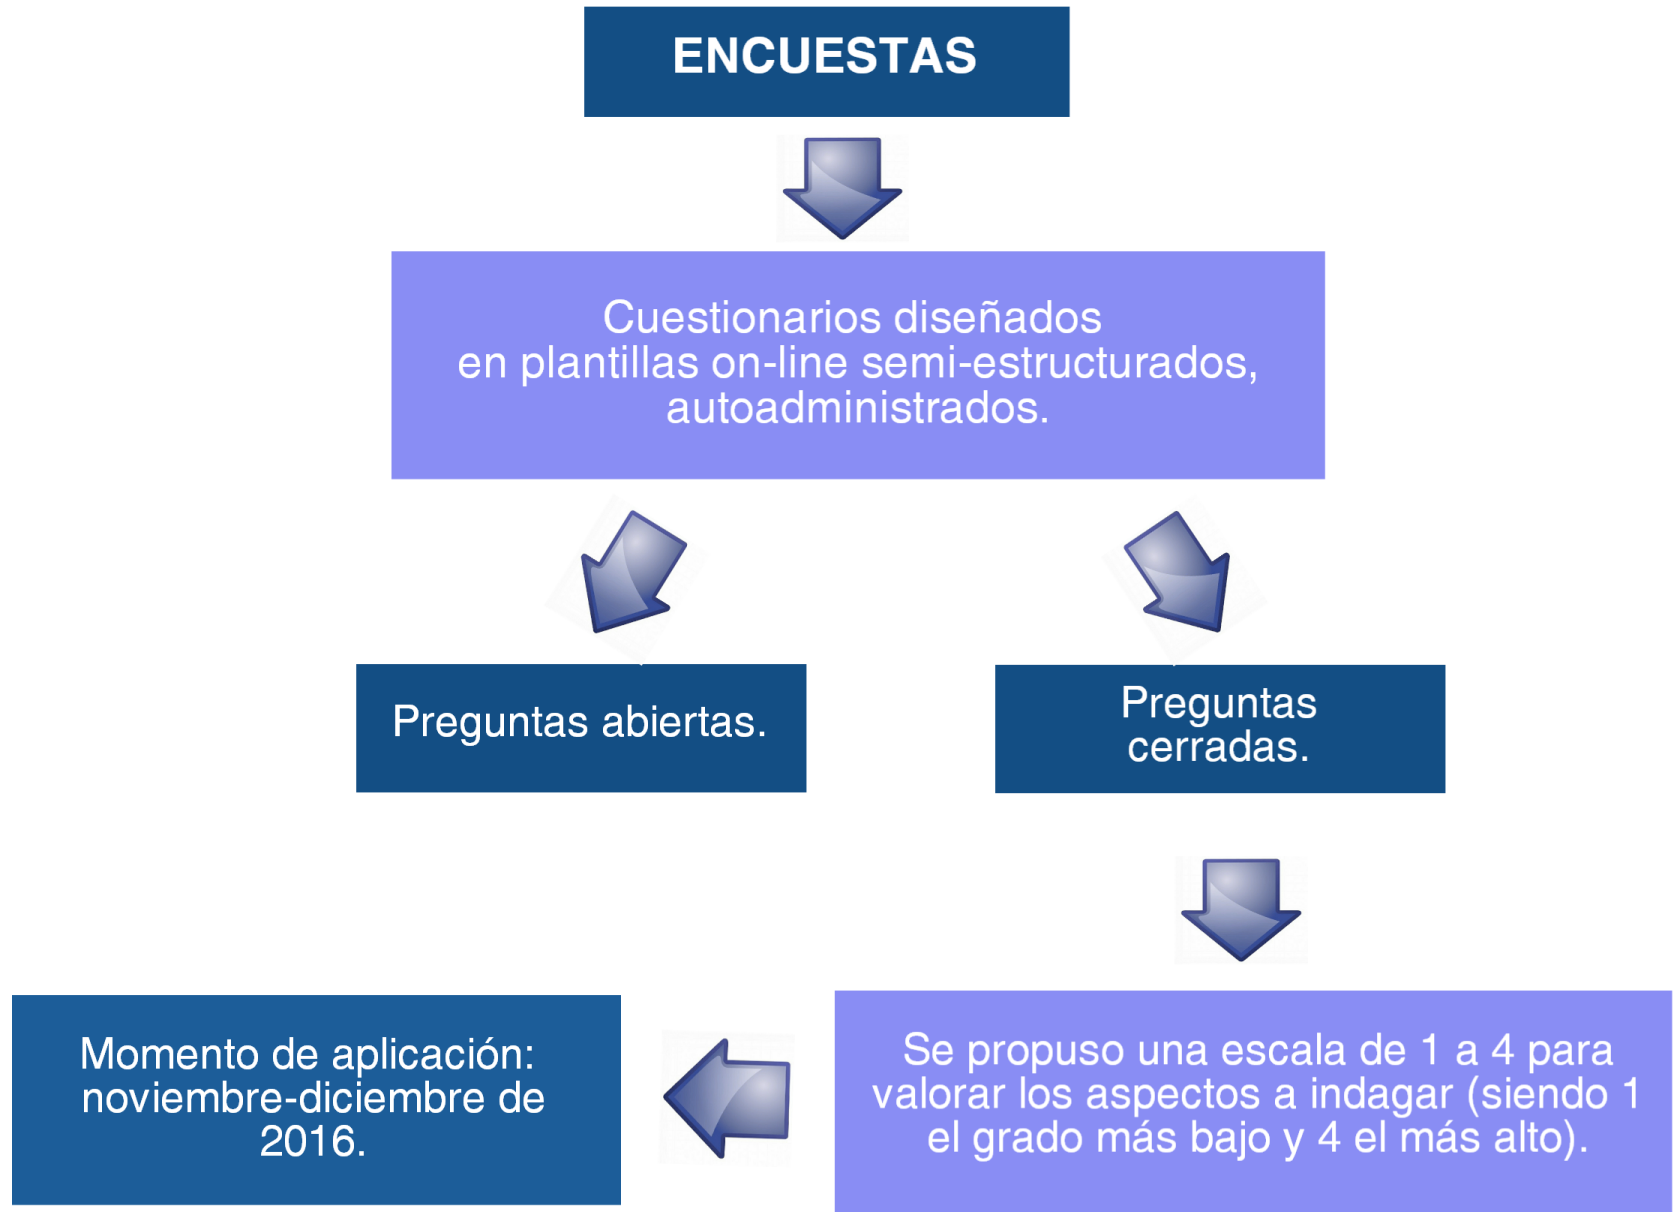 ENCUESTAS
Cuestionarios diseñados
en plantillas on-line semi-estructurados,
autoadministrados.
Preguntas abiertas.
Preguntas
cerradas.
Se propuso una escala de 1 a 4 para
valorar los aspectos a indagar (siendo 1
el grado más bajo y 4 el más alto).
Momento de aplicación:
noviembre-diciembre de
2016.